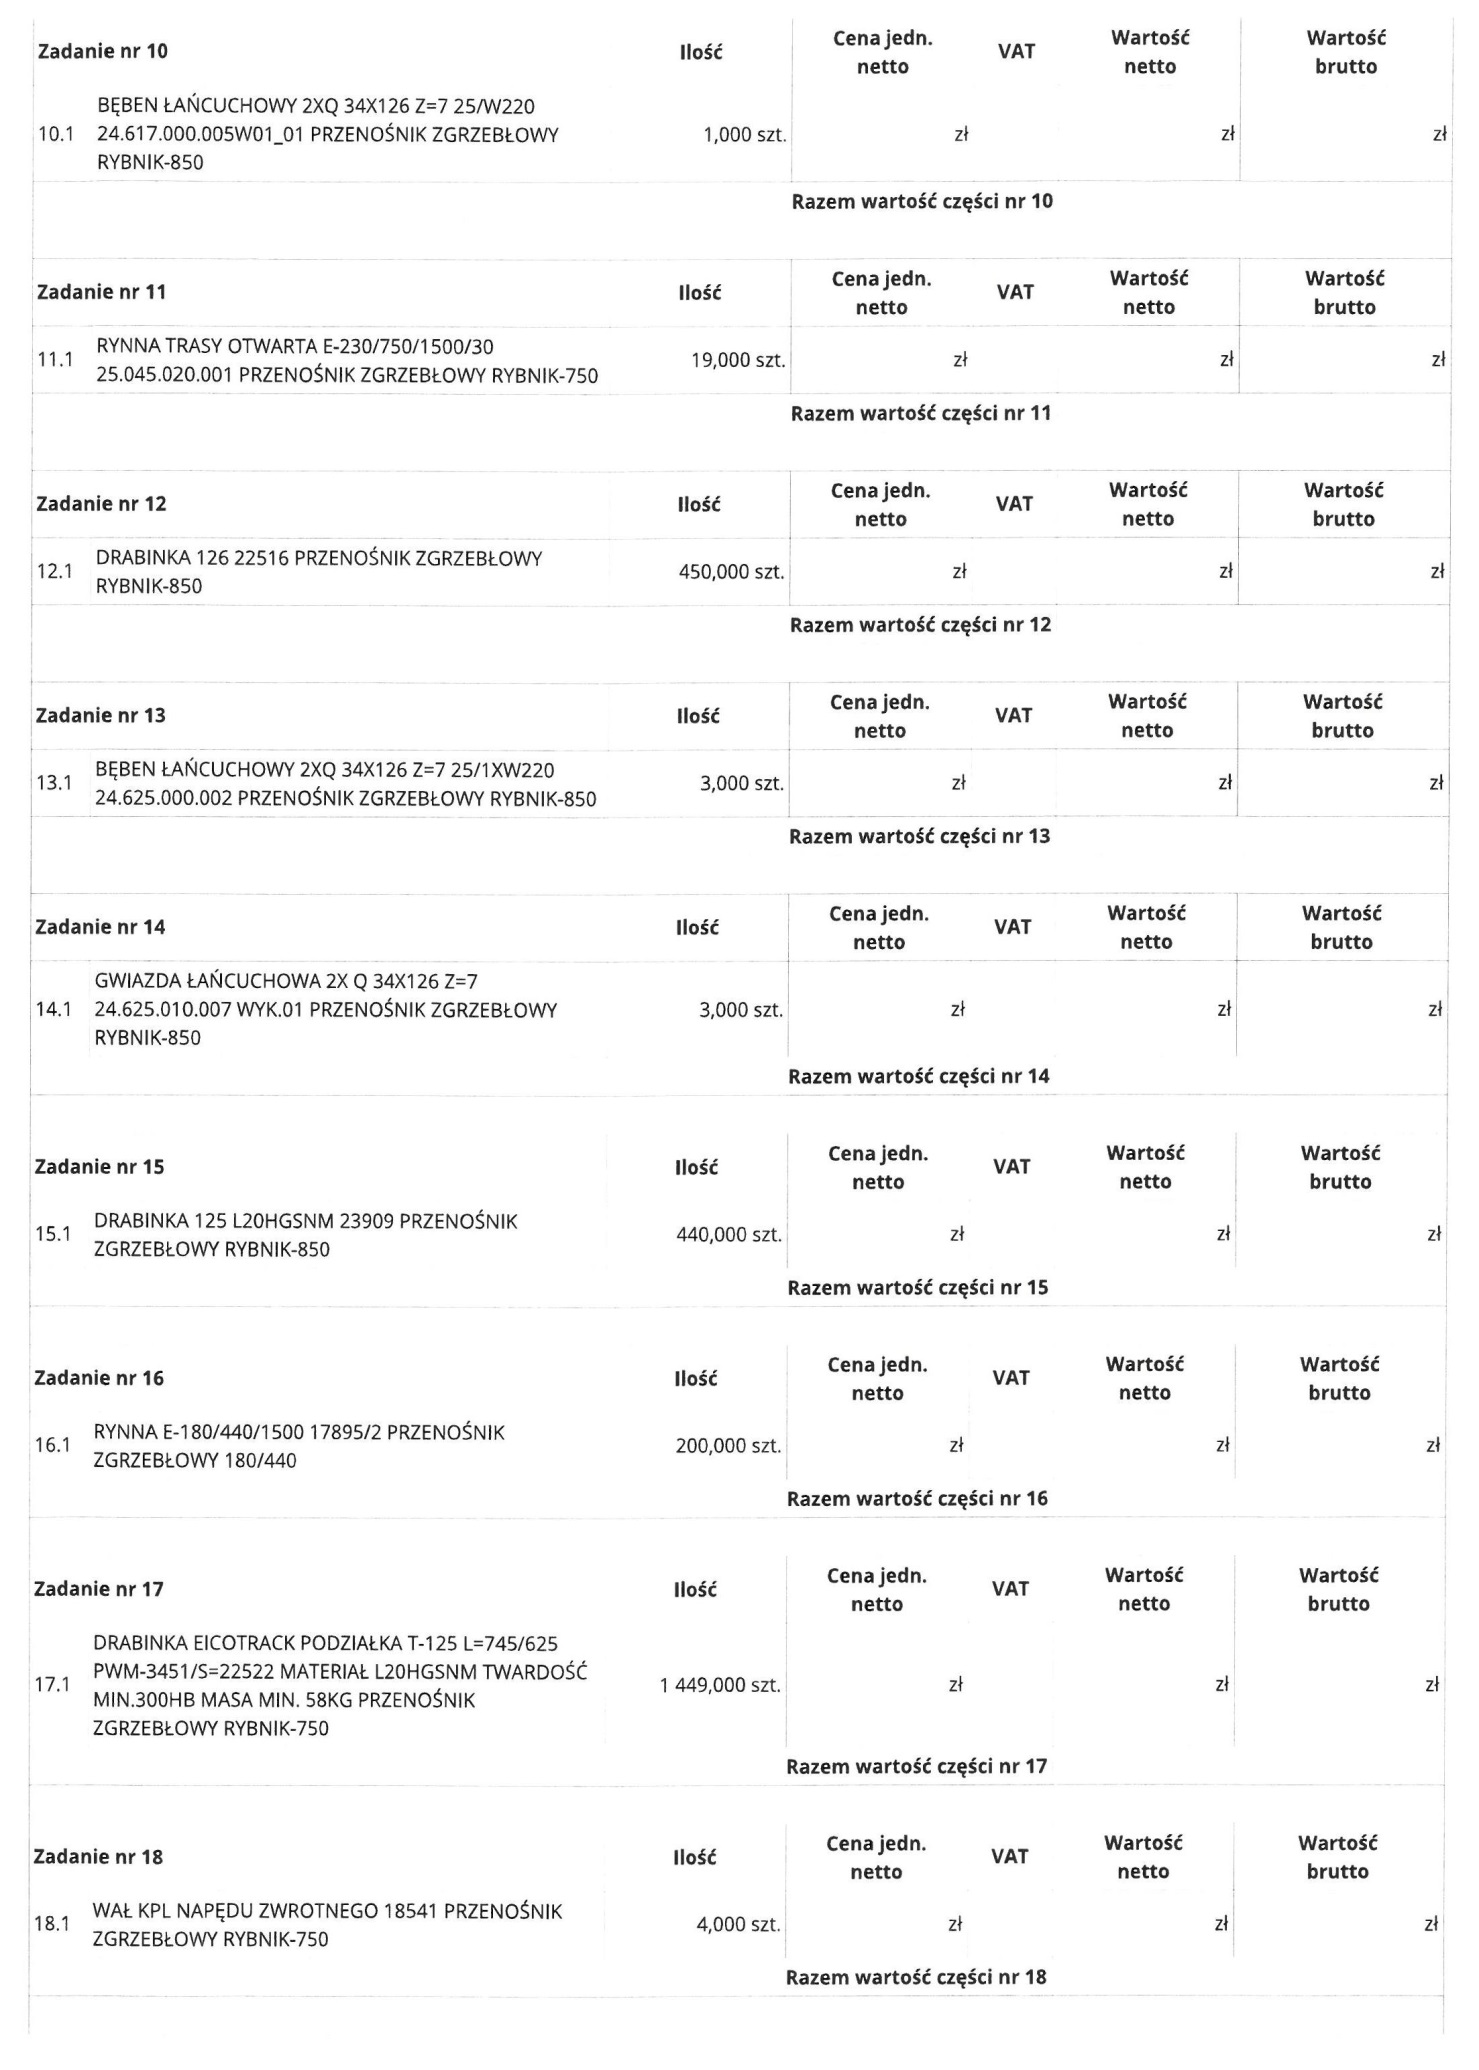 Zadanie nr 10 Ilość Cena jedn. netto VAT Wartość netto Wartość brutto
BĘBEN ŁAŃCUCHOWY 2XQ 34X126 Z=7 25/W220
10.1 24.617.000.005W01_01 PRZENOŚNIK ZGRZEBŁOWY 1,000 szt. zł zł zł
RYBNIK-850
Razem wartość części nr 10
Zadanie nr 11 Ilość Cena jedn. netto VAT Wartość netto Wartość brutto
11.1 RYNNA TRASY OTWARTA E-230/750/1500/30 19,000 szt. zł zł zł
25.045.020.001 PRZENOŚNIK ZGRZEBŁOWY RYBNIK-750
Razem wartość części nr 11
Zadanie nr 12 Ilość Cena jedn. netto VAT Wartość netto Wartość brutto
12.1 DRABINKA 126 22516 PRZENOŚNIK ZGRZEBŁOWY 450,000 szt. zł zł zł
RYBNIK-850
Razem wartość części nr 12
Zadanie nr 13 Ilość Cena jedn. netto VAT Wartość netto Wartość brutto
13.1 BĘBEN ŁAŃCUCHOWY 2XQ 34X126 Z=7 25/1XW220 3,000 szt. zł zł zł
24.625.000.002 PRZENOŚNIK ZGRZEBŁOWY RYBNIK-850
Razem wartość części nr 13
Zadanie nr 14 Ilość Cena jedn. netto VAT Wartość netto Wartość brutto
GWIAZDA ŁAŃCUCHOWA 2X Q 34X126 Z=7
14.1 24.625.010.007 WYK.01 PRZENOŚNIK ZGRZEBŁOWY 3,000 szt. zł zł zł
RYBNIK-850
Razem wartość części nr 14
Zadanie nr 15 Ilość Cena jedn. netto VAT Wartość netto Wartość brutto
15.1 DRABINKA 125 L20HGSNM 23909 PRZENOŚNIK 440,000 szt. zł zł zł
ZGRZEBŁOWY RYBNIK-850
Razem wartość części nr 15
Zadanie nr 16 Ilość Cena jedn. netto VAT Wartość netto Wartość brutto
16.1 RYNNA E-180/440/1500 17895/2 PRZENOŚNIK 200,000 szt. zł zł zł
ZGRZEBŁOWY 180/440
Razem wartość części nr 16
Zadanie nr 17 Ilość Cena jedn. netto VAT Wartość netto Wartość brutto
DRABINKA EICOTRACK PODZIAŁKA T-125 L=745/625
17.1 PWM-3451/S=22522 MATERIAŁ L20HGSNM TWARDOŚĆ 1 449,000 szt. zł zł zł
MIN.300HB MASA MIN. 58KG PRZENOŚNIK
ZGRZEBŁOWY RYBNIK-750
Razem wartość części nr 17
Zadanie nr 18 Ilość Cena jedn. netto VAT Wartość netto Wartość brutto
18.1 WAŁ KPL NAPĘDU ZWROTNEGO 18541 PRZENOŚNIK 4,000 szt. zł zł zł
ZGRZEBŁOWY RYBNIK-750
Razem wartość części nr 18